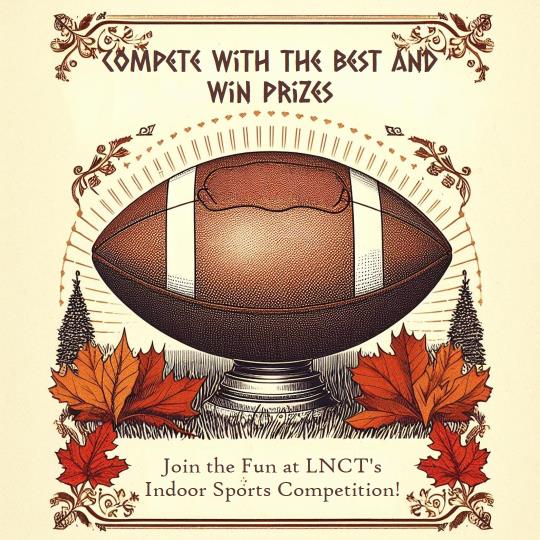 COMPETE WITH THE BEST AND
WIN PRIZES
Join the Fun at LNCT's
Indoor Sports Competition!